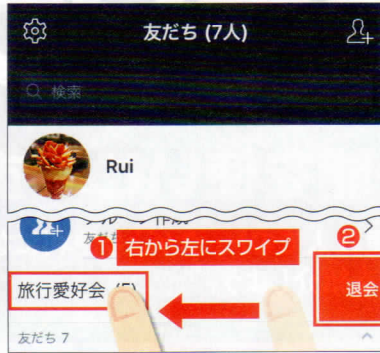 友だち (7人)
検索
Rui
友だち
❶ 右から左にスワイプ
❷
旅行愛好会 (5)
退会
友だち 7